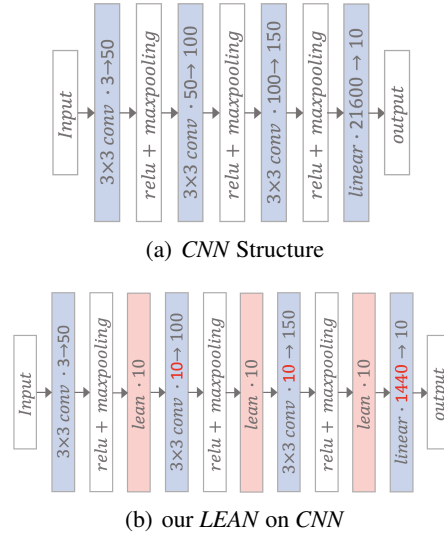 Input
3×3 conv · 3→50
relu + maxpooling
3×3 conv · 50→ 100
relu + maxpooling
3×3 conv · 100→ 150
relu + maxpooling
linear · 21600 → 10
output
(a) CNN Structure
Input
3×3 conv · 3→50
relu + maxpooling
lean · 10
3×3 conv · 10→ 100
relu + maxpooling
lean · 10
3×3 conv · 10 → 150
relu + maxpooling
lean · 10
linear · 1440 → 10
output
(b) our LEAN on CNN